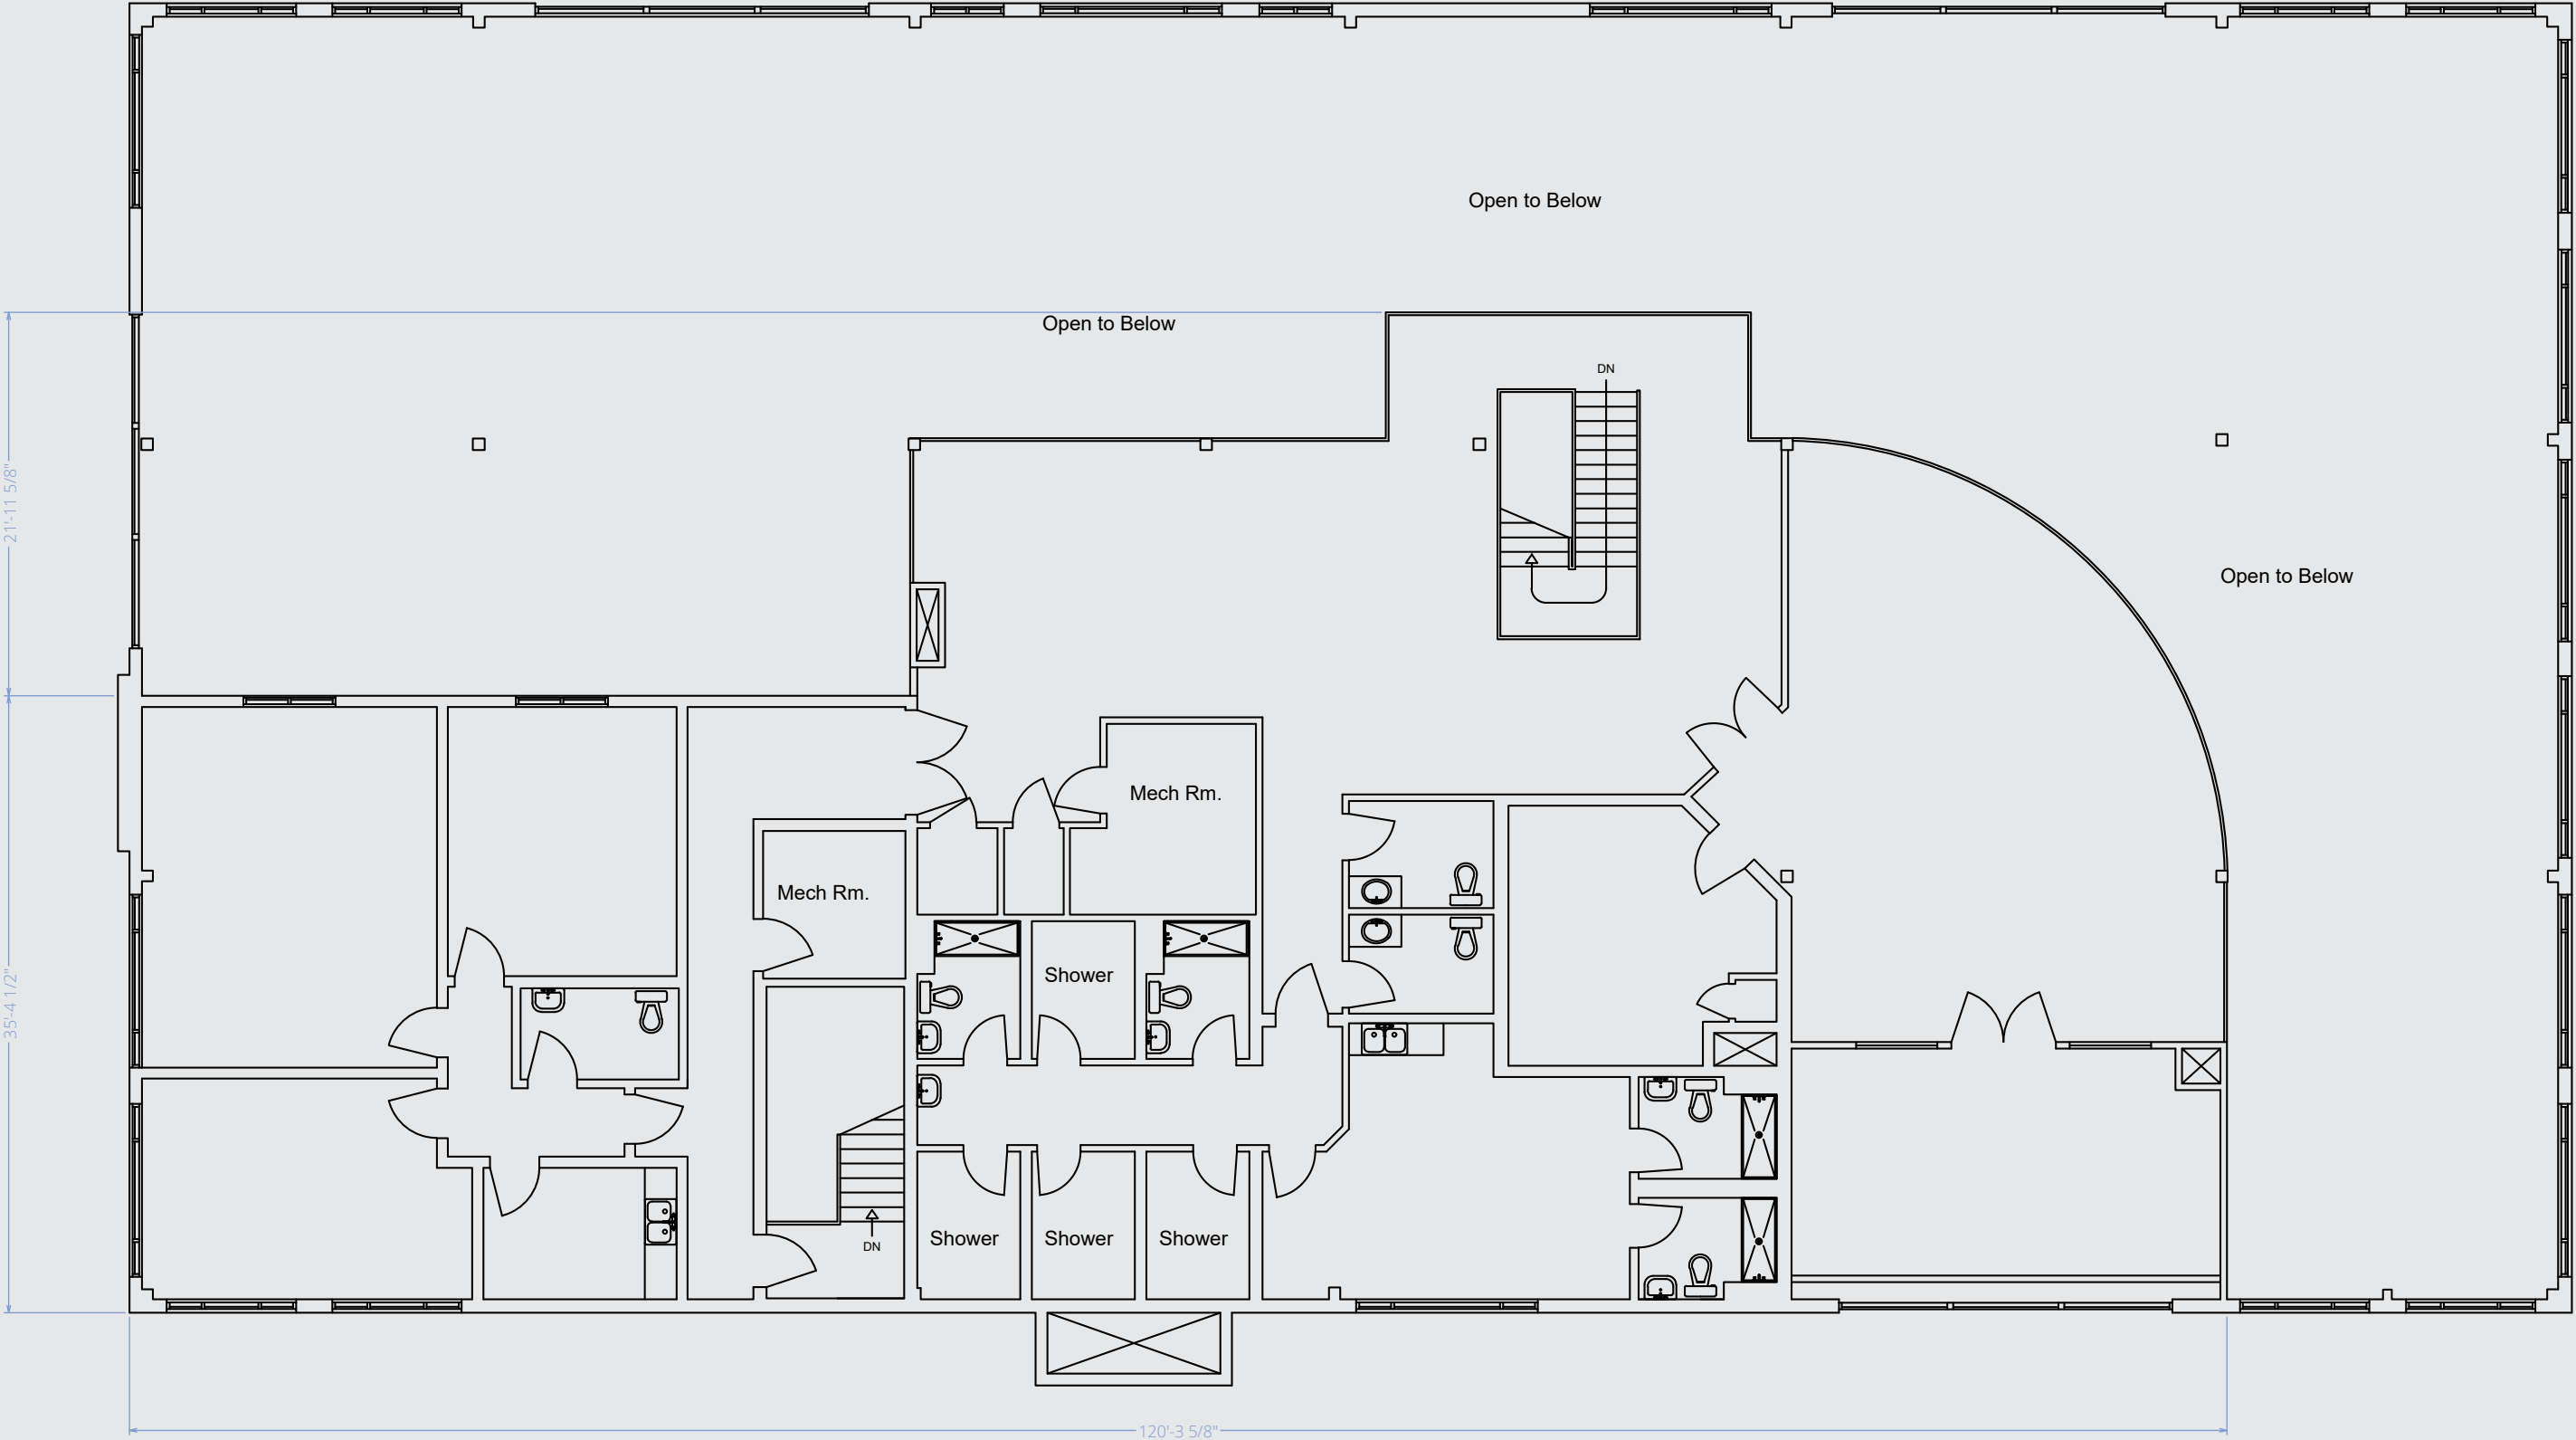 Open to Below
Open to Below
DN
21'-11 5/8"
Open to Below
Mech Rm.
Mech Rm.
Shower
35'-4 1/2"
Shower
Shower
Shower
DN
120'-3 5/8"